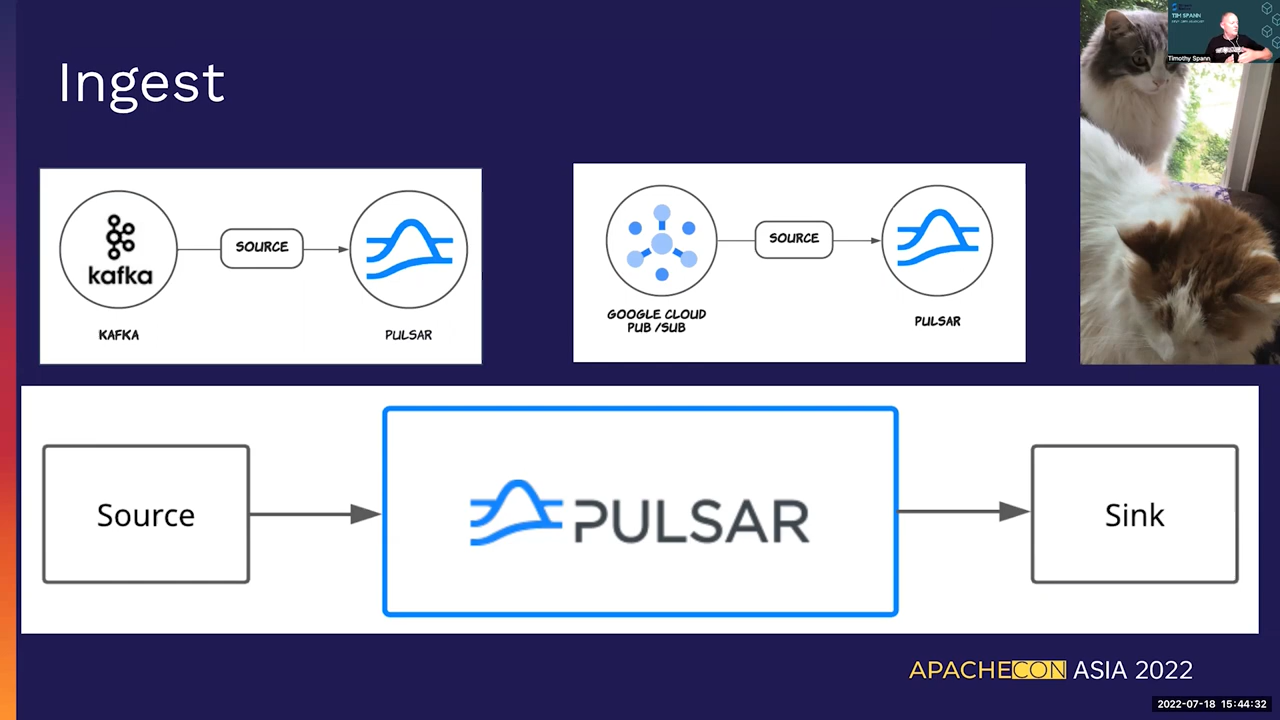 Ingest
TIM SPANN
Timothy Spann
kafka
SOURCE
KAFKA
PULSAR
SOURCE
GOOGLE CLOUD
PUB /SUB
PULSAR
Source
PULSAR
Sink
APACHECON ASIA 2022
2022-07-18 15:44:32